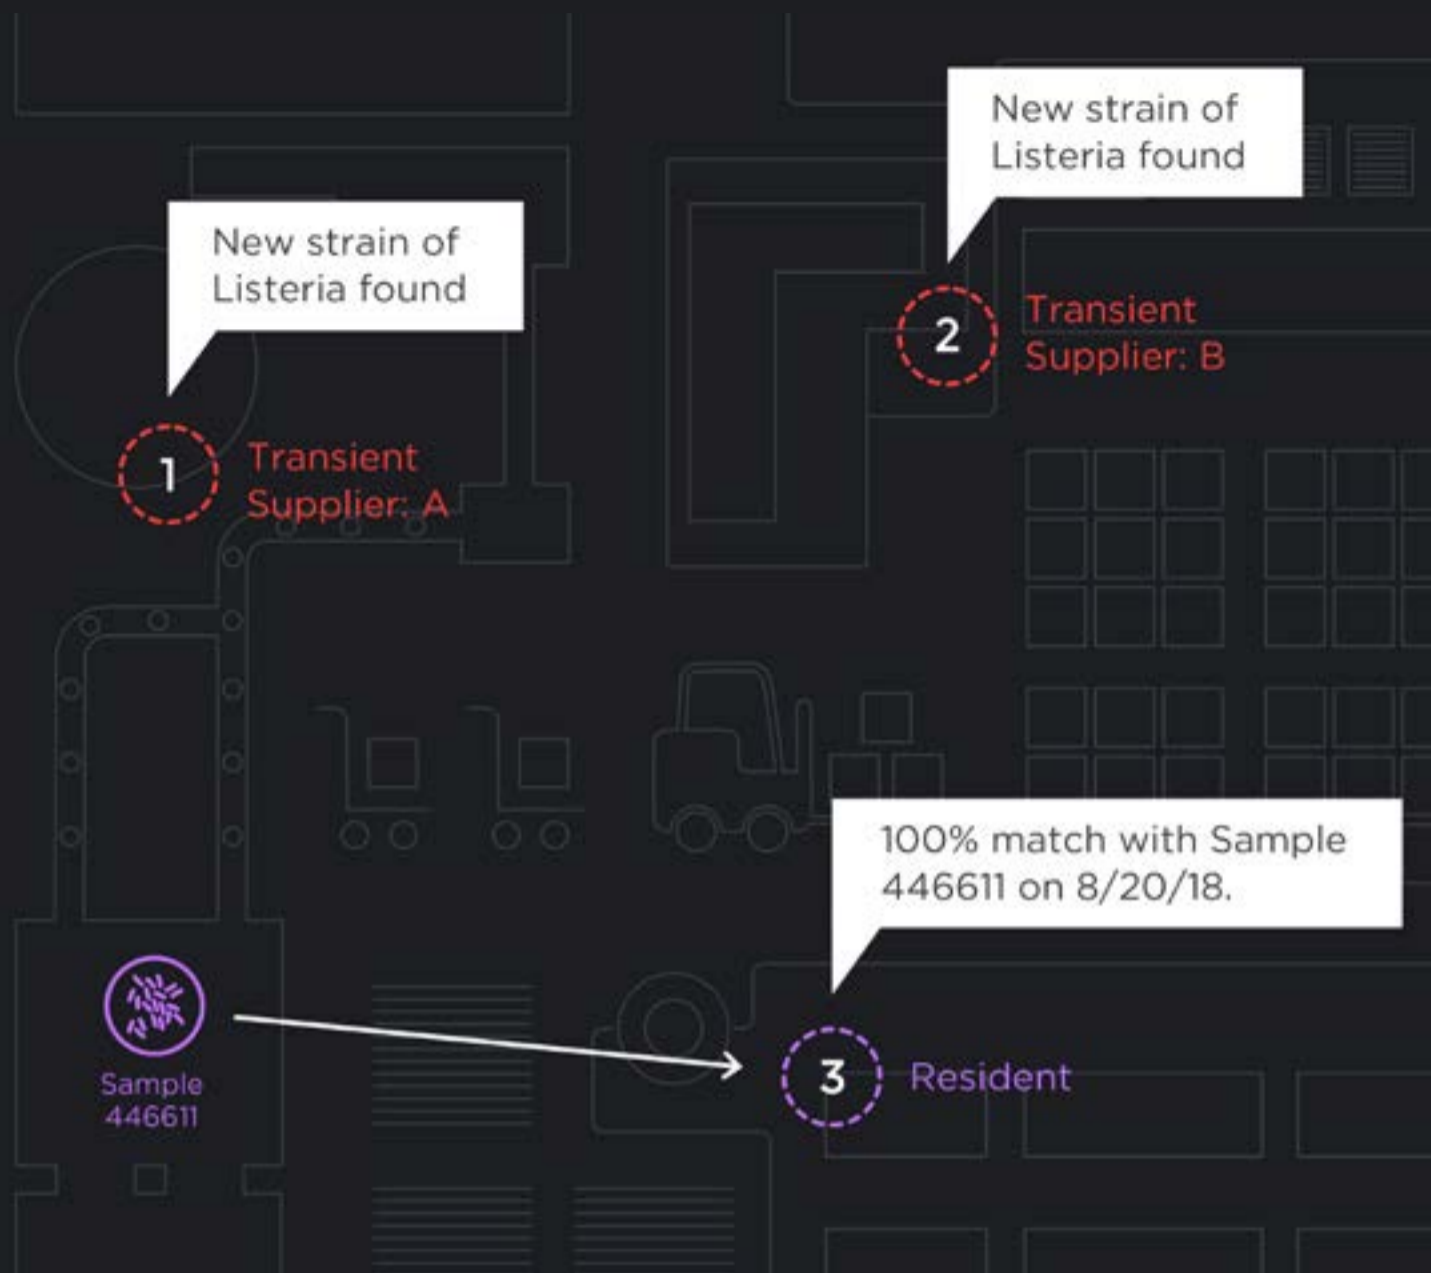 New strain of
Listeria found
2
Transient
Supplier: B
New strain of
Listeria found
1
Transient
Supplier: A
100% match with Sample
446611 on 8/20/18.
3
Resident
Sample
446611